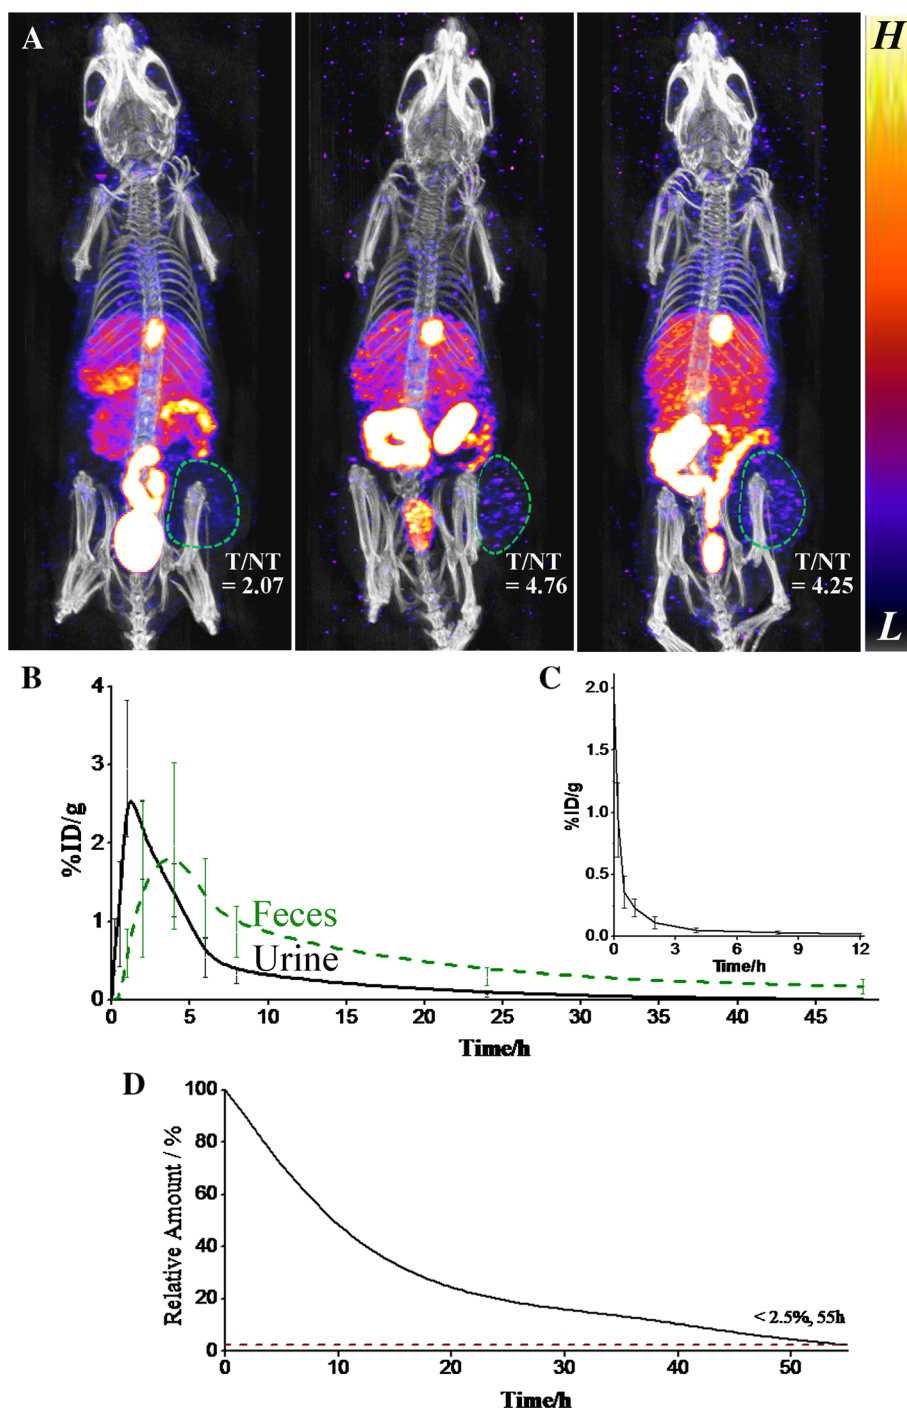 A
H
T/NT
= 2.07
T/NT
= 4.76
T/NT
= 4.25
L
B
4
3
2
1
0
%ID/g
Feces
Urine
0 5 10 15 20 25 30 35 40 45
Time/h
C
2.0
1.5
1.0
0.5
0.0
%ID/g
0 3 6 9 12
Time/h
D
100
80
60
40
20
0
Relative Amount / %
< 2.5%, 55h
0 10 20 30 40 50
Time/h